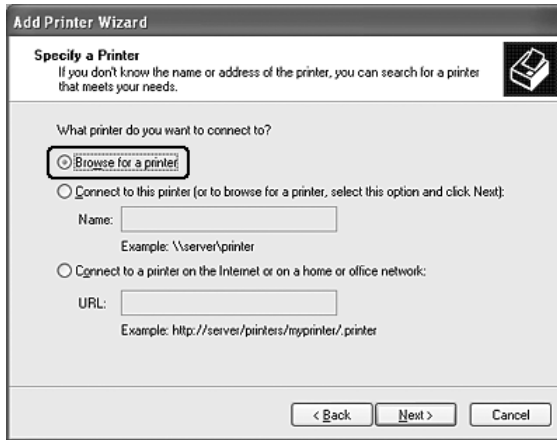 Add Printer Wizard
Specify a Printer
If you don't know the name or address of the printer, you can search for a printer
that meets your needs.
What printer do you want to connect to?
Browse for a printer
Connect to this printer (or to browse for a printer, select this option and click Next):
Name:
Example: \\server\printer
Connect to a printer on the Internet or on a home or office network:
URL:
Example: http://server/printers/myprinter/.printer
< Back
Next >
Cancel